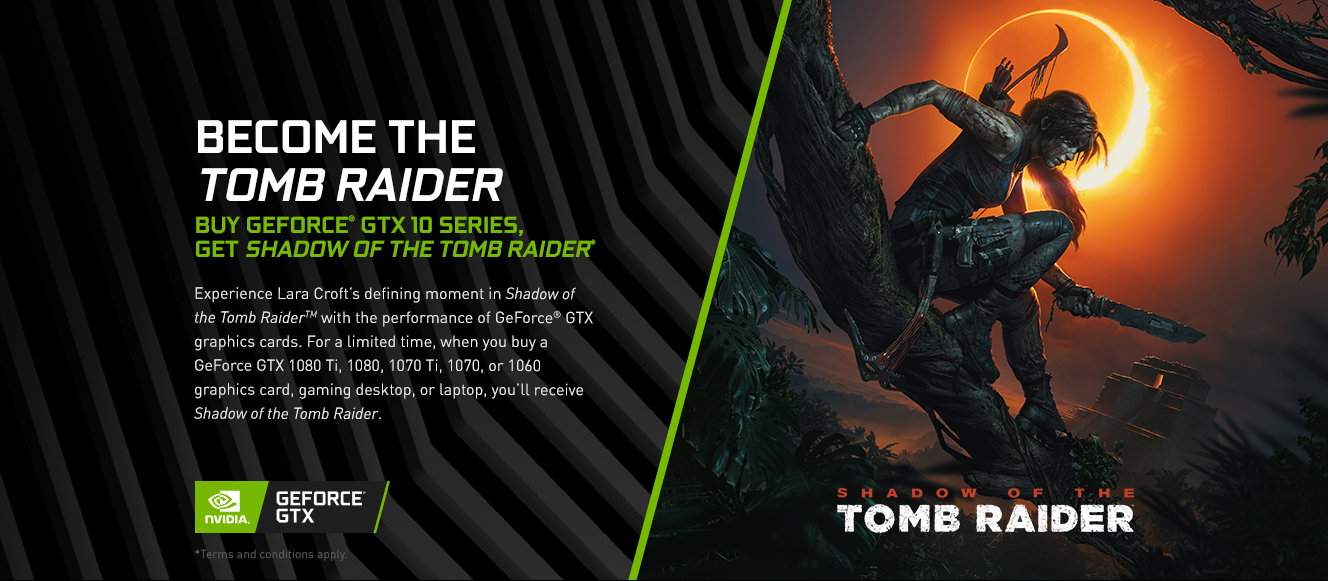 BECOME THE
TOMB RAIDER
BUY GEFORCE® GTX 10 SERIES,
GET SHADOW OF THE TOMB RAIDER*
Experience Lara Croft's defining moment in Shadow of
the Tomb Raider™ with the performance of GeForce® GTX
graphics cards. For a limited time, when you buy a
GeForce GTX 1080 Ti, 1080, 1070 Ti, 1070, or 1060
graphics card, gaming desktop, or laptop, you'll receive
Shadow of the Tomb Raider.
NVIDIA.
GEFORCE®
GTX
*Terms and conditions apply.
SHADOW OF THE
TOMB RAIDER